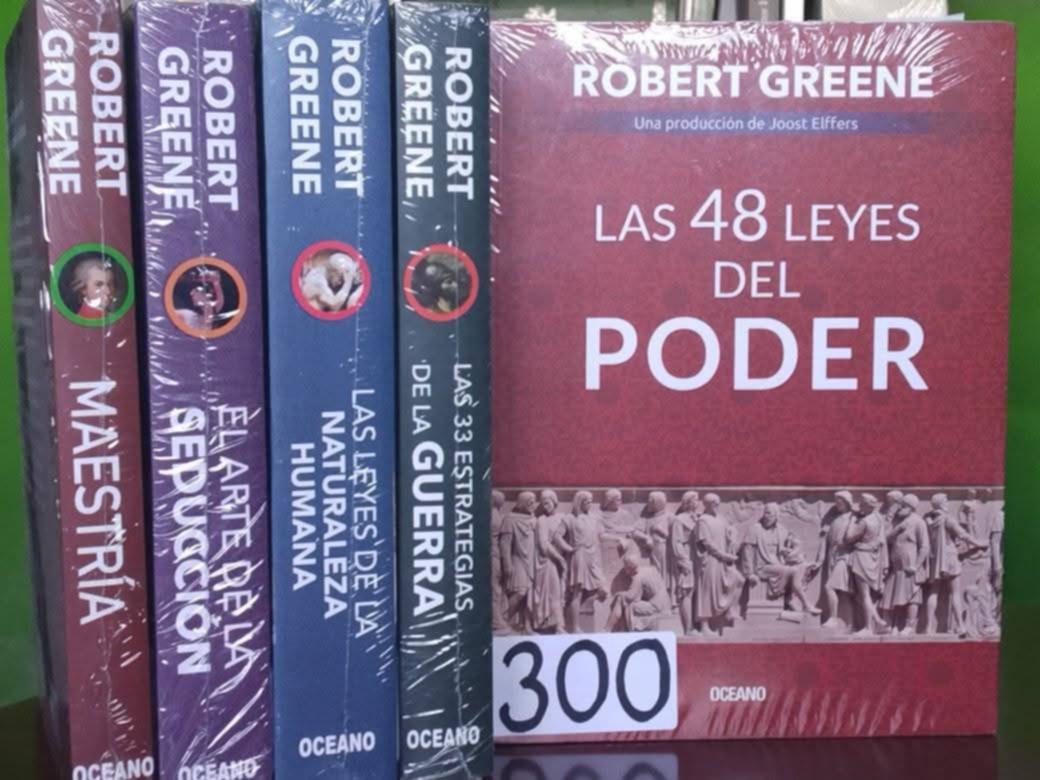 ROBERT
GREENE
MAESTRÍA
OCEANO
ROBERT
GREENE
EL ARTE DE LA
SEDUCCIÓN
OCEANO
ROBERT
GREENE
LAS LEYES DE LA
NATURALEZA
HUMANA
OCEANO
ROBERT
GREENE
LAS 33 ESTRATEGIAS
DE LA GUERRA
OCEANO
ROBERT GREENE
Una producción de Joost Elffers
LAS 48 LEYES
DEL
PODER
300
OCEANO